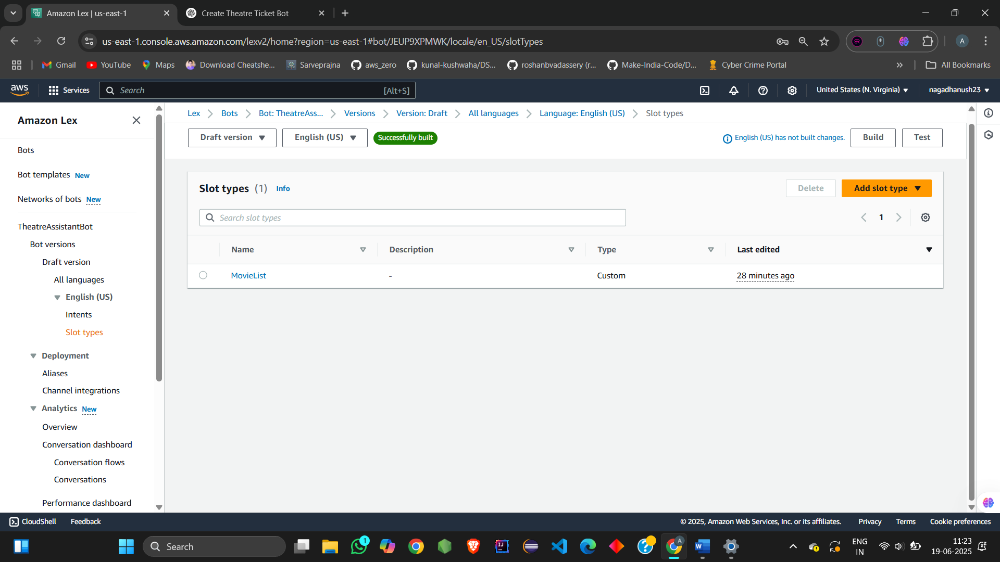 Amazon Lex | us-east-1
Create Theatre Ticket Bot
us-east-1.console.aws.amazon.com/lexv2/home?region=us-east-1#bot/JEUP9XPMWK/locale/en_US/slotTypes
A
Gmail
YouTube
Maps
Download Cheatshe...
Sarveprajna
aws_zero
kunal-kushwaha/DS...
roshanbvadassery (r...
Make-India-Code/D...
Cyber Crime Portal
All Bookmarks
aws
Services
Search
[Alt+S]
United States (N. Virginia)
nagadhanush23
Amazon Lex
Bots
Bot templates New
Networks of bots New
TheatreAssistantBot
Bot versions
Draft version
All languages
English (US)
Intents
Slot types
Deployment
Aliases
Channel integrations
Analytics New
Overview
Conversation dashboard
Conversation flows
Conversations
Performance dashboard
Lex
Bots
Bot: TheatreAss...
Versions
Version: Draft
All languages
Language: English (US)
Slot types
Draft version
English (US)
Successfully built
English (US) has not built changes.
Build
Test
Slot types (1) Info
Delete
Add slot type
Search slot types
1
Name
Description
Type
Last edited
MovieList
-
Custom
28 minutes ago
CloudShell
Feedback
© 2025, Amazon Web Services, Inc. or its affiliates.
Privacy
Terms
Cookie preferences
Search
1
ENG
IN
11:23
19-06-2025